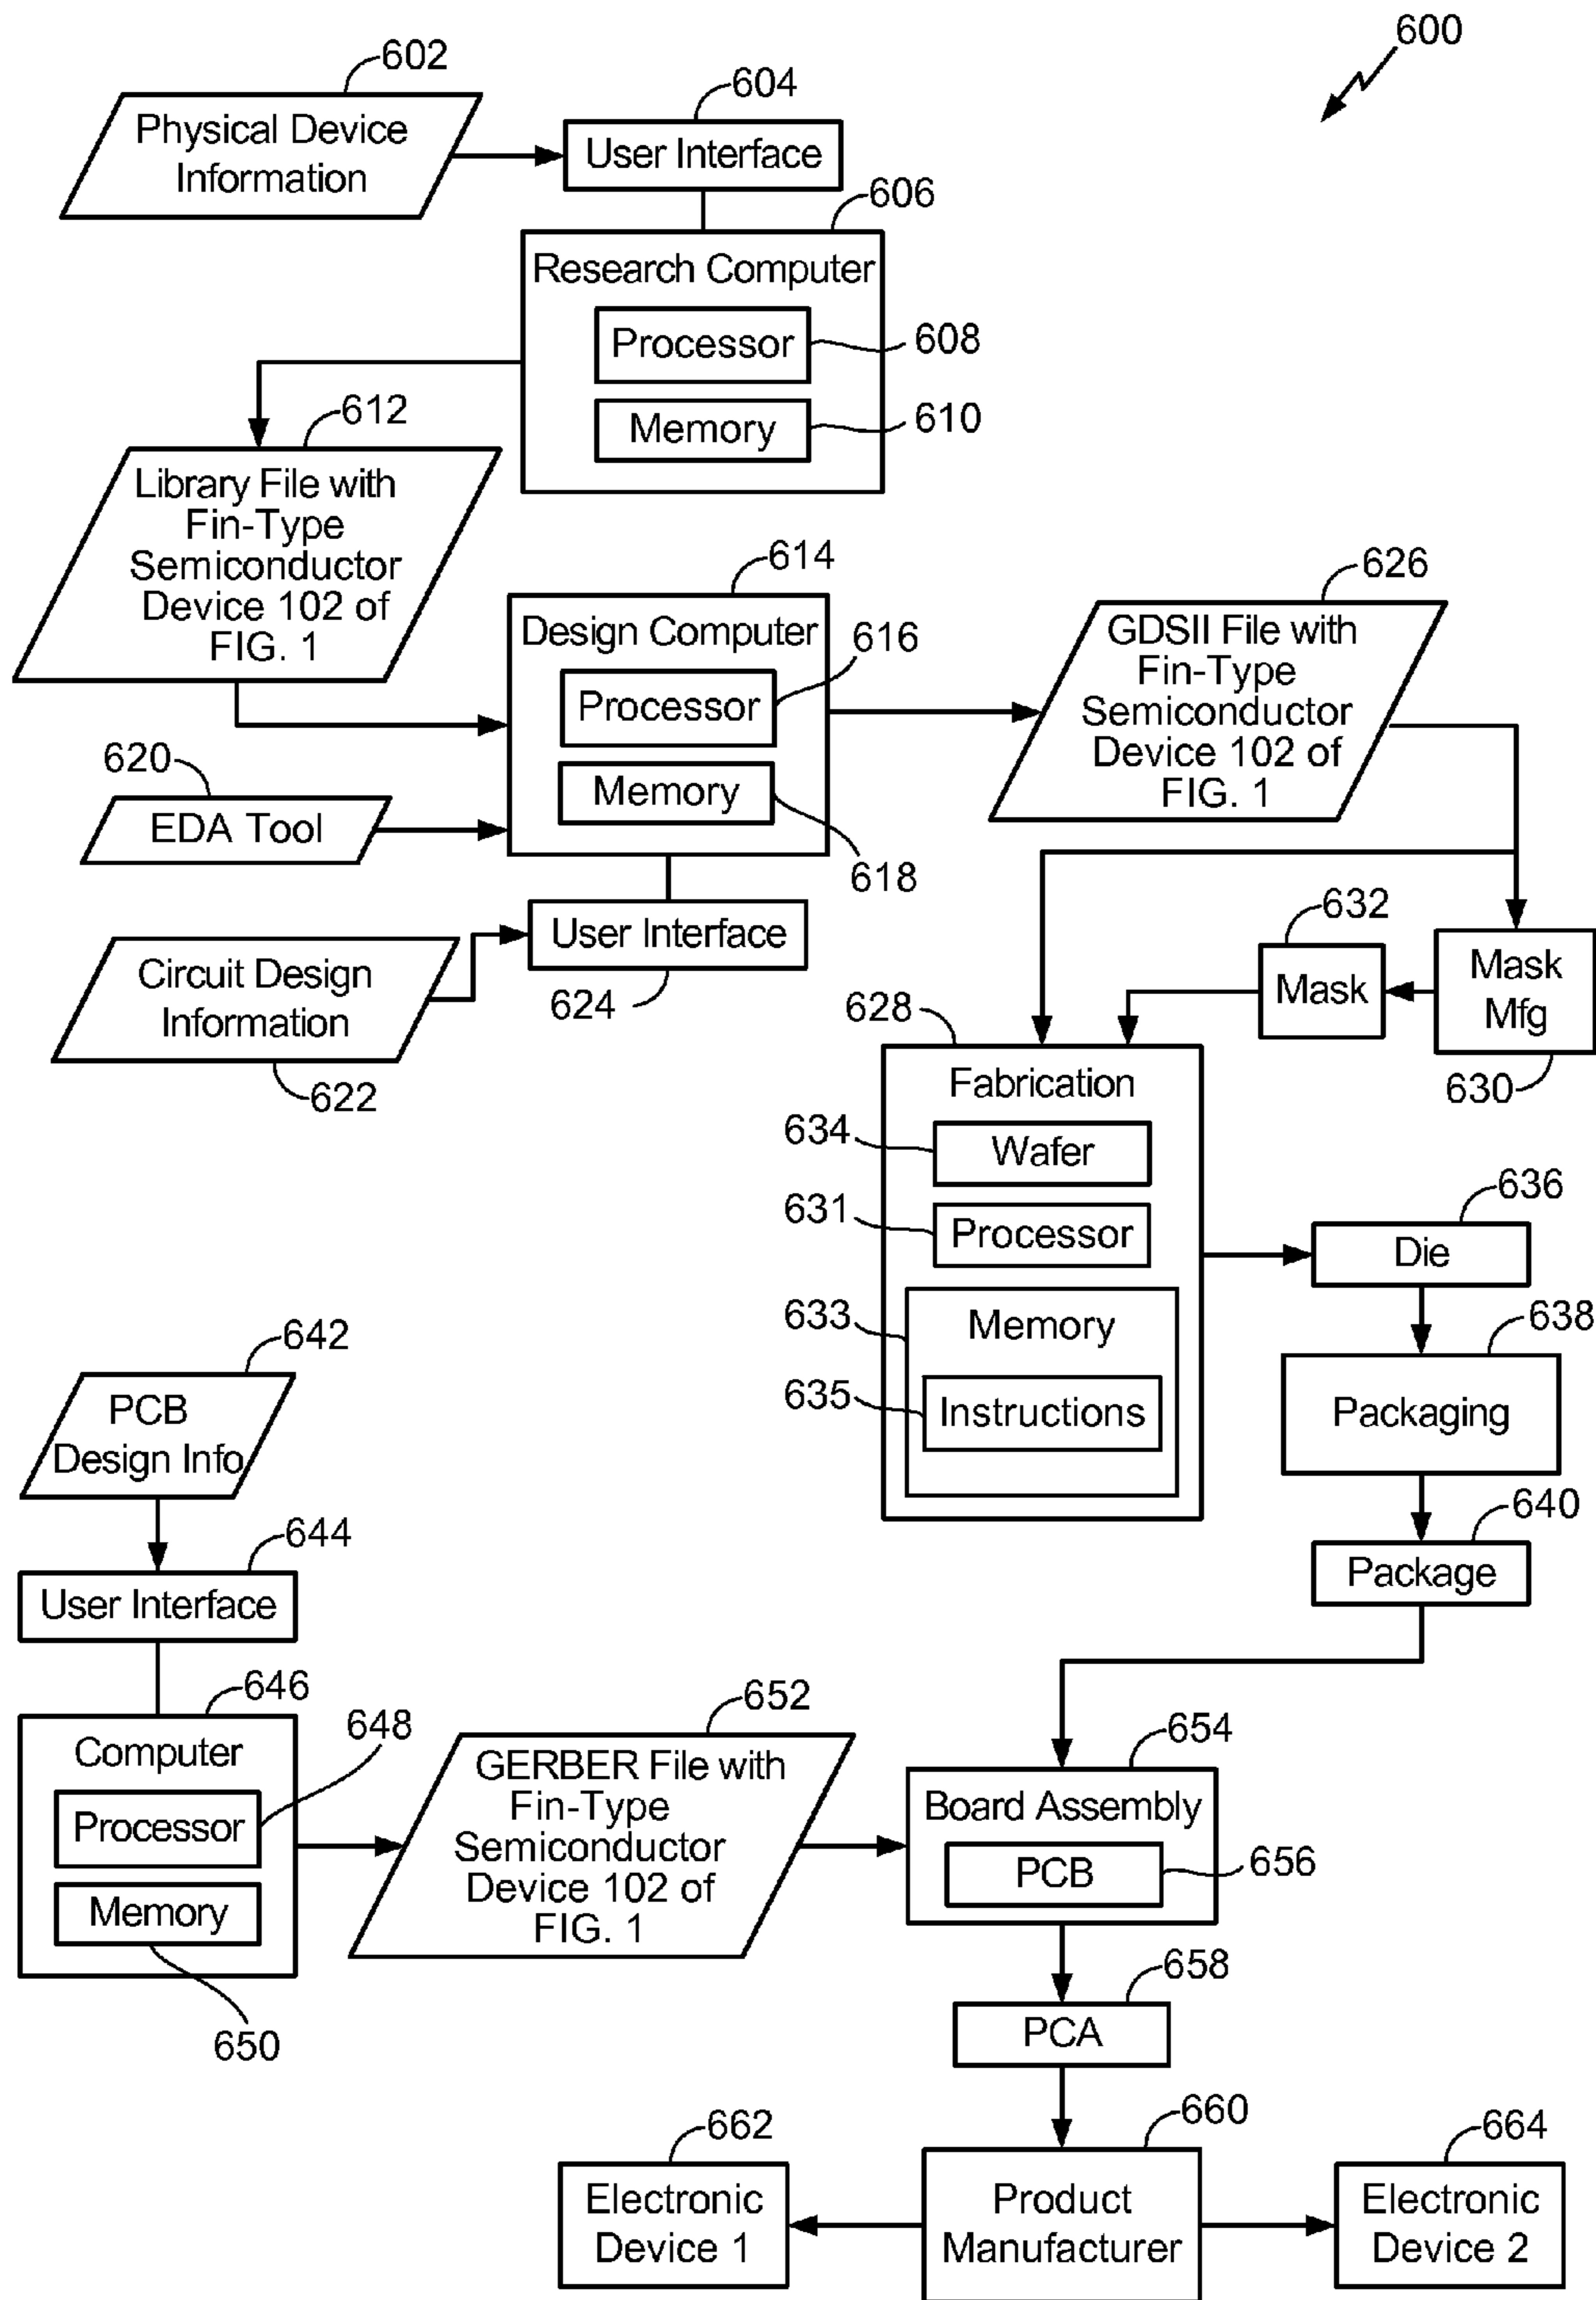 600
602
Physical Device
Information
604
User Interface
606
Research Computer
Processor
608
Memory
610
612
Library File with
Fin-Type
Semiconductor
Device 102 of
FIG. 1
614
Design Computer
616
Processor
Memory
618
620
EDA Tool
622
Circuit Design
Information
User Interface
624
626
GDSII File with
Fin-Type
Semiconductor
Device 102 of
FIG. 1
632
Mask
Mask
Mfg
630
628
Fabrication
634
Wafer
631
Processor
633
Memory
635
Instructions
636
Die
638
Packaging
640
Package
642
PCB
Design Info
644
User Interface
646
Computer
648
Processor
Memory
650
652
GERBER File with
Fin-Type
Semiconductor
Device 102 of
FIG. 1
654
Board Assembly
PCB
656
658
PCA
660
Product
Manufacturer
662
Electronic
Device 1
664
Electronic
Device 2